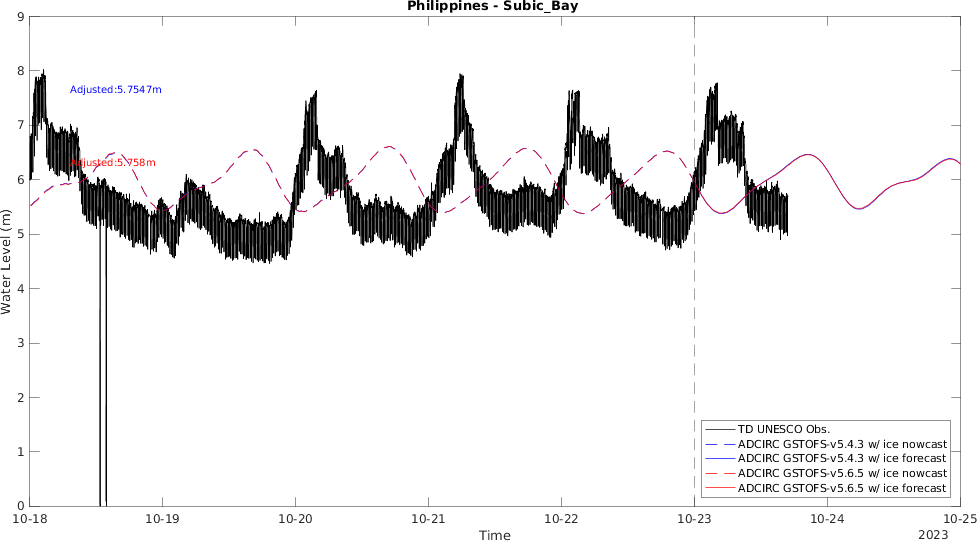 Philippines - Subic_Bay
9
8
7
6
5
4
3
2
1
0
Water Level (m)
Adjusted:5.7547m
Adjusted:5.758m
TD UNESCO Obs.
ADCIRC GSTOFS-v5.4.3 w/ ice nowcast
ADCIRC GSTOFS-v5.4.3 w/ ice forecast
ADCIRC GSTOFS-v5.6.5 w/ ice nowcast
ADCIRC GSTOFS-v5.6.5 w/ ice forecast
10-18 10-19 10-20 10-21 10-22 10-23 10-24 10-25
Time
2023